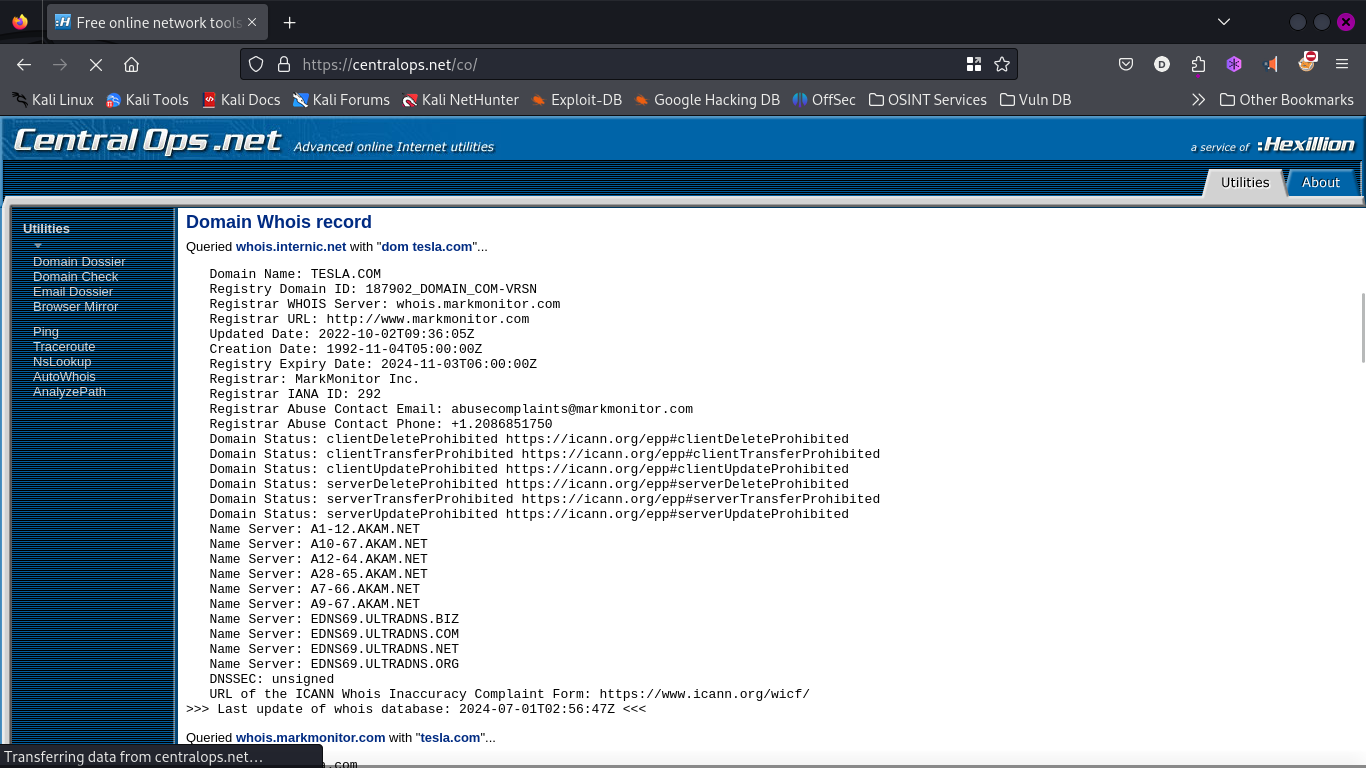 Free online network tools
https://centralops.net/co/
Kali Linux Kali Tools Kali Docs Kali Forums Kali NetHunter Exploit-DB Google Hacking DB OffSec OSINT Services Vuln DB Other Bookmarks
Central Ops .net Advanced online Internet utilities a service of :Hexillion
Utilities About
Utilities
Domain Dossier
Domain Check
Email Dossier
Browser Mirror
Ping
Traceroute
NsLookup
AutoWhois
AnalyzePath
Domain Whois record
Queried whois.internic.net with "dom tesla.com"...
Domain Name: TESLA.COM
Registry Domain ID: 187902_DOMAIN_COM-VRSN
Registrar WHOIS Server: whois.markmonitor.com
Registrar URL: http://www.markmonitor.com
Updated Date: 2022-10-02T09:36:05Z
Creation Date: 1992-11-04T05:00:00Z
Registry Expiry Date: 2024-11-03T06:00:00Z
Registrar: MarkMonitor Inc.
Registrar IANA ID: 292
Registrar Abuse Contact Email: abusecomplaints@markmonitor.com
Registrar Abuse Contact Phone: +1.2086851750
Domain Status: clientDeleteProhibited https://icann.org/epp#clientDeleteProhibited
Domain Status: clientTransferProhibited https://icann.org/epp#clientTransferProhibited
Domain Status: clientUpdateProhibited https://icann.org/epp#clientUpdateProhibited
Domain Status: serverDeleteProhibited https://icann.org/epp#serverDeleteProhibited
Domain Status: serverTransferProhibited https://icann.org/epp#serverTransferProhibited
Domain Status: serverUpdateProhibited https://icann.org/epp#serverUpdateProhibited
Name Server: A1-12.AKAM.NET
Name Server: A10-67.AKAM.NET
Name Server: A12-64.AKAM.NET
Name Server: A28-65.AKAM.NET
Name Server: A7-66.AKAM.NET
Name Server: A9-67.AKAM.NET
Name Server: EDNS69.ULTRADNS.BIZ
Name Server: EDNS69.ULTRADNS.COM
Name Server: EDNS69.ULTRADNS.NET
Name Server: EDNS69.ULTRADNS.ORG
DNSSEC: unsigned
URL of the ICANN Whois Inaccuracy Complaint Form: https://www.icann.org/wicf/
>>> Last update of whois database: 2024-07-01T02:56:47Z <<<
Queried whois.markmonitor.com with "tesla.com"...
Transferring data from centralops.net…